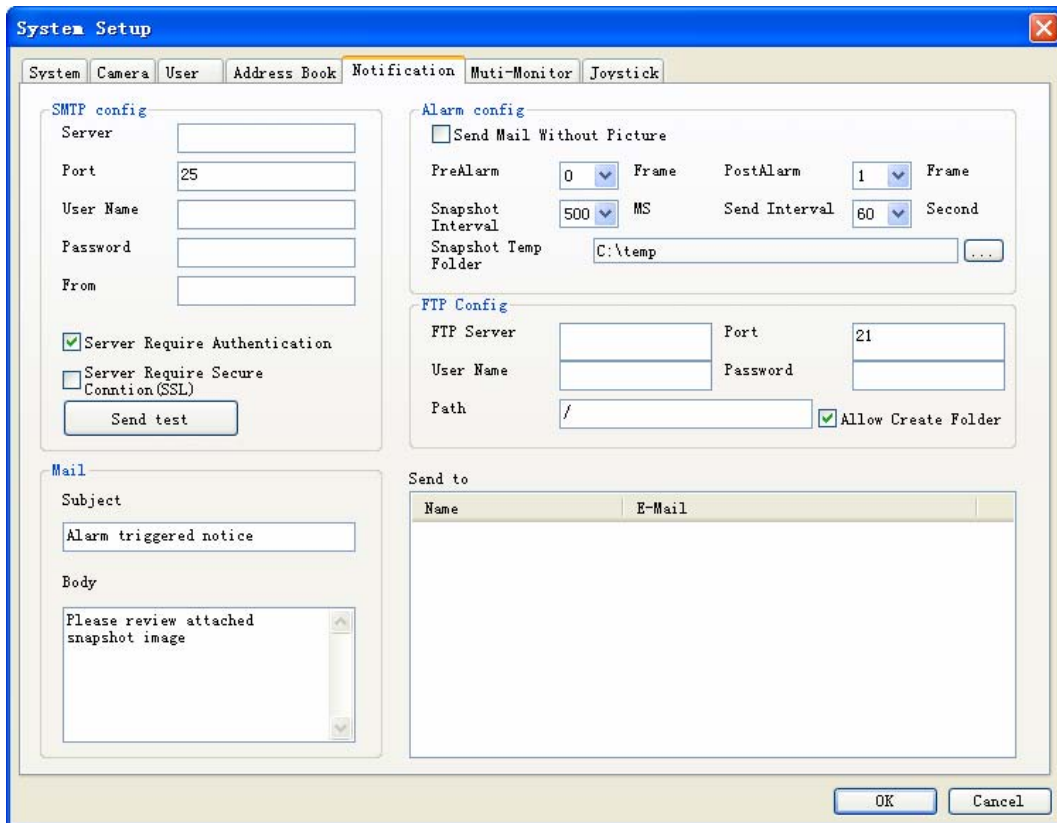 System Setup
System Camera User Address Book Notification Muti-Monitor Joystick
SMTP config
Server
Port 25
User Name
Password
From
Server Require Authentication
Server Require Secure
Conntion(SSL)
Send test
Alarm config
Send Mail Without Picture
PreAlarm 0 Frame PostAlarm 1 Frame
Snapshot
Interval 500 MS Send Interval 60 Second
Snapshot Temp
Folder C:\temp ...
FTP Config
FTP Server Port 21
User Name Password
Path / Allow Create Folder
Mail
Subject
Alarm triggered notice
Body
Please review attached
snapshot image
Send to
Name E-Mail
OK Cancel